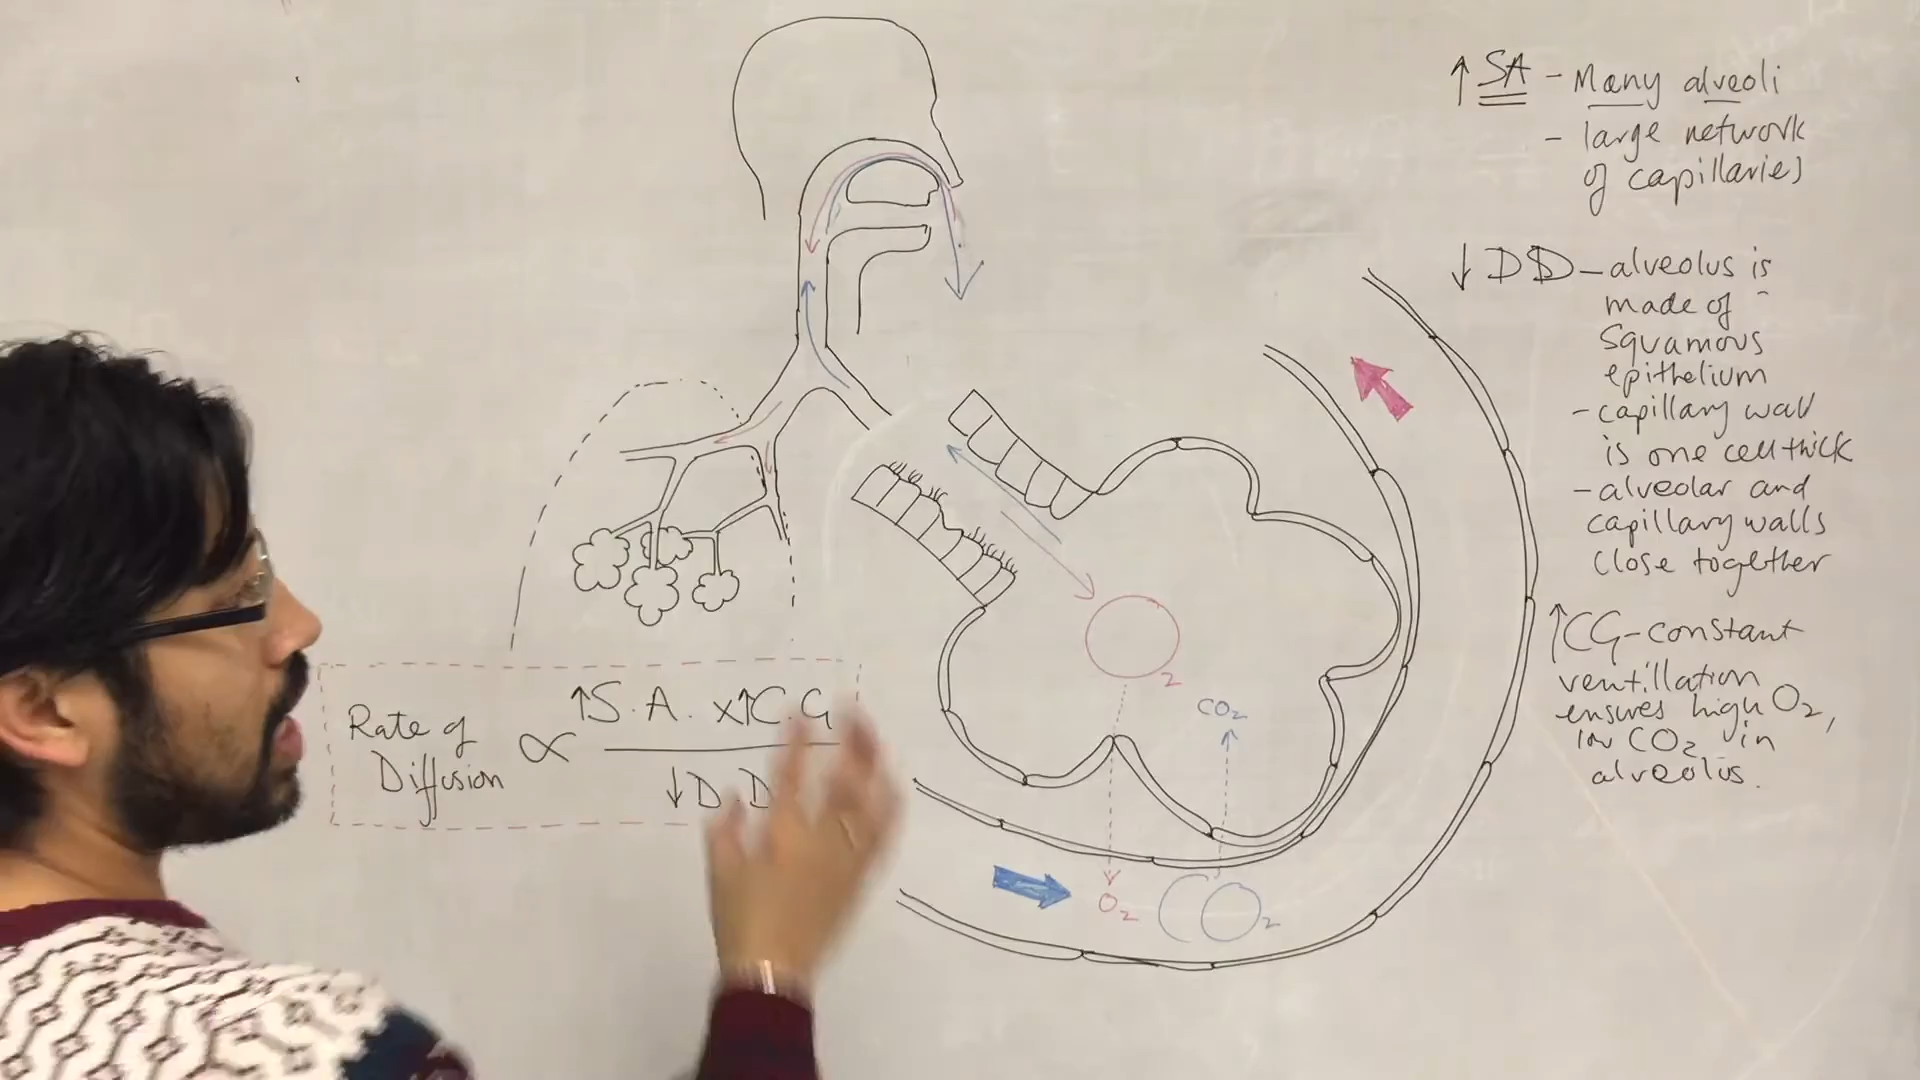 ↑ SA - Many alveoli
- large network
of capillaries
↓ DD - alveolus is
made of
squamous
epithelium
- capillary wall
is one cell thick
- alveolar and
capillary walls
close together
↑ CG - constant
ventillation
ensures high O2,
low CO2 in
alveolus.
Rate of
Diffusion
∝
↑S.A. x ↑C.G
↓D.D
O2
CO2
O2
CO2